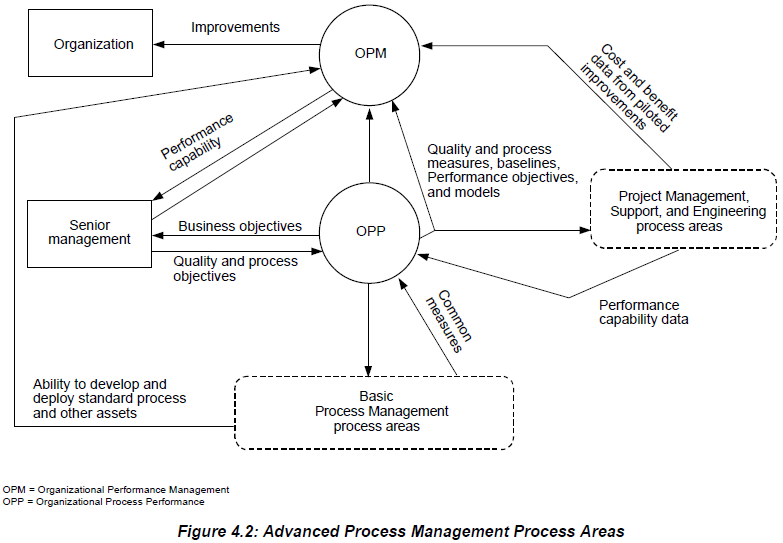 Organization
Improvements
OPM
Cost and benefit
data from piloted
improvements
Performance
capability
Quality and process
measures, baselines,
Performance objectives,
and models
Project Management,
Support, and Engineering
process areas
Senior
management
Business objectives
Quality and process
objectives
OPP
Common
measures
Performance
capability data
Ability to develop and
deploy standard process
and other assets
Basic
Process Management
process areas
OPM = Organizational Performance Management
OPP = Organizational Process Performance
Figure 4.2: Advanced Process Management Process Areas